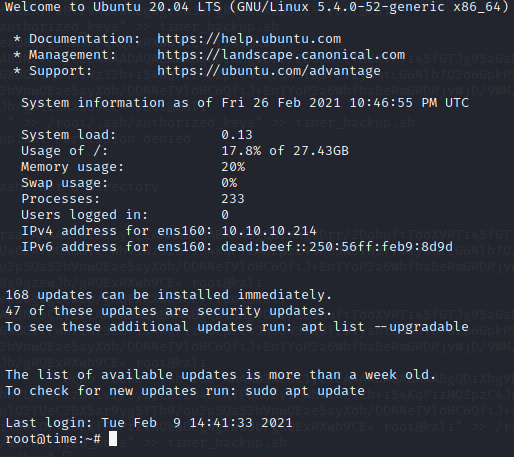 Welcome to Ubuntu 20.04 LTS (GNU/Linux 5.4.0-52-generic x86_64)
* Documentation:  https://help.ubuntu.com
* Management:     https://landscape.canonical.com
* Support:        https://ubuntu.com/advantage
System information as of Fri 26 Feb 2021 10:46:55 PM UTC
System load:             0.13
Usage of /:              17.8% of 27.43GB
Memory usage:            20%
Swap usage:              0%
Processes:               233
Users logged in:         0
IPv4 address for ens160: 10.10.10.214
IPv6 address for ens160: dead:beef::250:56ff:feb9:8d9d
168 updates can be installed immediately.
47 of these updates are security updates.
To see these additional updates run: apt list --upgradable
The list of available updates is more than a week old.
To check for new updates run: sudo apt update
Last login: Tue Feb  9 14:41:33 2021
root@time:~#